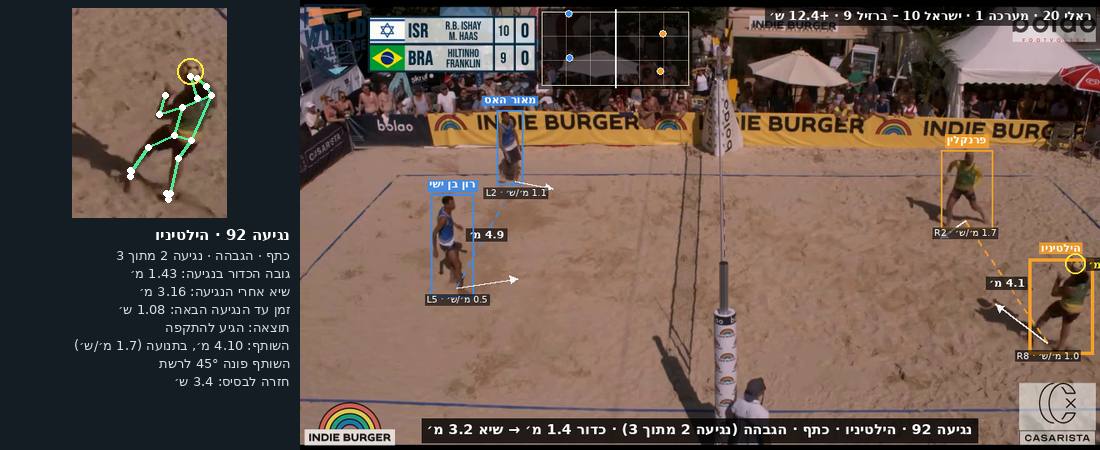 נגיעה 92 · הילטיניו
כתף · הגבהה · נגיעה 2 מתוך 3
גובה הכדור בנגיעה: 1.43 מ׳
שיא אחרי הנגיעה: 3.16 מ׳
זמן עד הנגיעה הבאה: 1.08 ש׳
תוצאה: הגיע להתקפה
השותף: 4.10 מ׳, בתנועה (1.7 מ׳/ש׳)
השותף פונה 45° לרשת
חזרה לבסיס: 3.4 ש׳
ראלי 20 · מערכה 1 · ישראל 10 – ברזיל 9 · +12.4 ש׳
ISR R.B. ISHAY M. HAAS 10 0
BRA HILTINHO FRANKLIN 9 0
INDIE BURGER
bolao
FOOTVOLLEY
WORLD
מאור האס
CASARISTA
bolao
INDIE BURGER
INDIE BURGER
bolao
פרנקלין
L2 · 1.1 מ׳/ש׳
רון בן ישי
4.9 מ׳
R2 · 1.7 מ׳/ש׳
הילטיניו
4.1 מ׳
L5 · 0.5 מ׳/ש׳
R8 · 1.0 מ׳/ש׳
נגיעה 92 · הילטיניו · כתף · הגבהה (נגיעה 2 מתוך 3) · כדור 1.4 מ׳ → שיא 3.2 מ׳
INDIE BURGER
CASARISTA